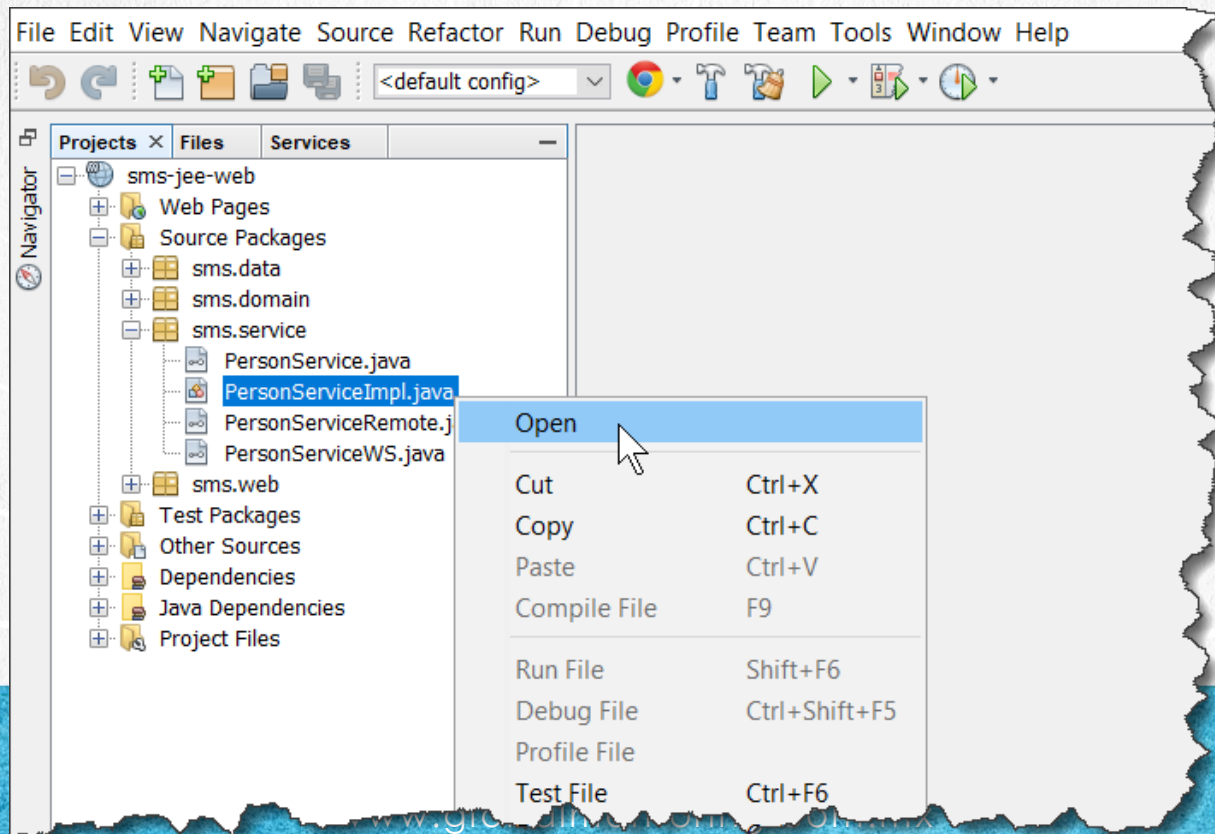 File Edit View Navigate Source Refactor Run Debug Profile Team Tools Window Help
<default config>
Projects Files Services
Navigator
sms-jee-web
Web Pages
Source Packages
sms.data
sms.domain
sms.service
PersonService.java
PersonServiceImpl.java
PersonServiceRemote.j
PersonServiceWS.java
sms.web
Test Packages
Other Sources
Dependencies
Java Dependencies
Project Files
Open
Cut Ctrl+X
Copy Ctrl+C
Paste Ctrl+V
Compile File F9
Run File Shift+F6
Debug File Ctrl+Shift+F5
Profile File
Test File Ctrl+F6